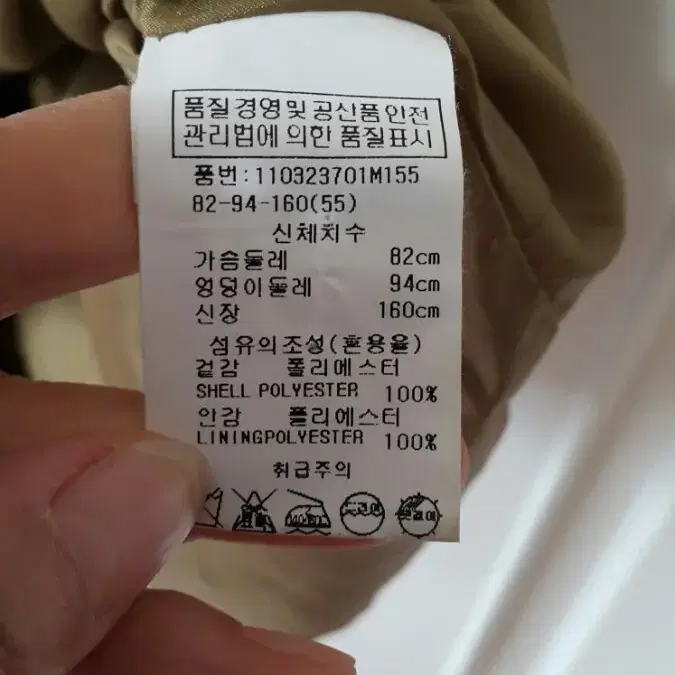 품질경영및 공산품안전
관리법에 의한 품질표시
품번:110323701M155
82-94-160(55)
신체치수
가슴둘레 82cm
엉덩이둘레 94cm
신장 160cm
섬유의조성(혼용율)
겉감 폴리에스터
SHELL POLYESTER 100%
안감 폴리에스터
LININGPOLYESTER 100%
취급주의
드라이